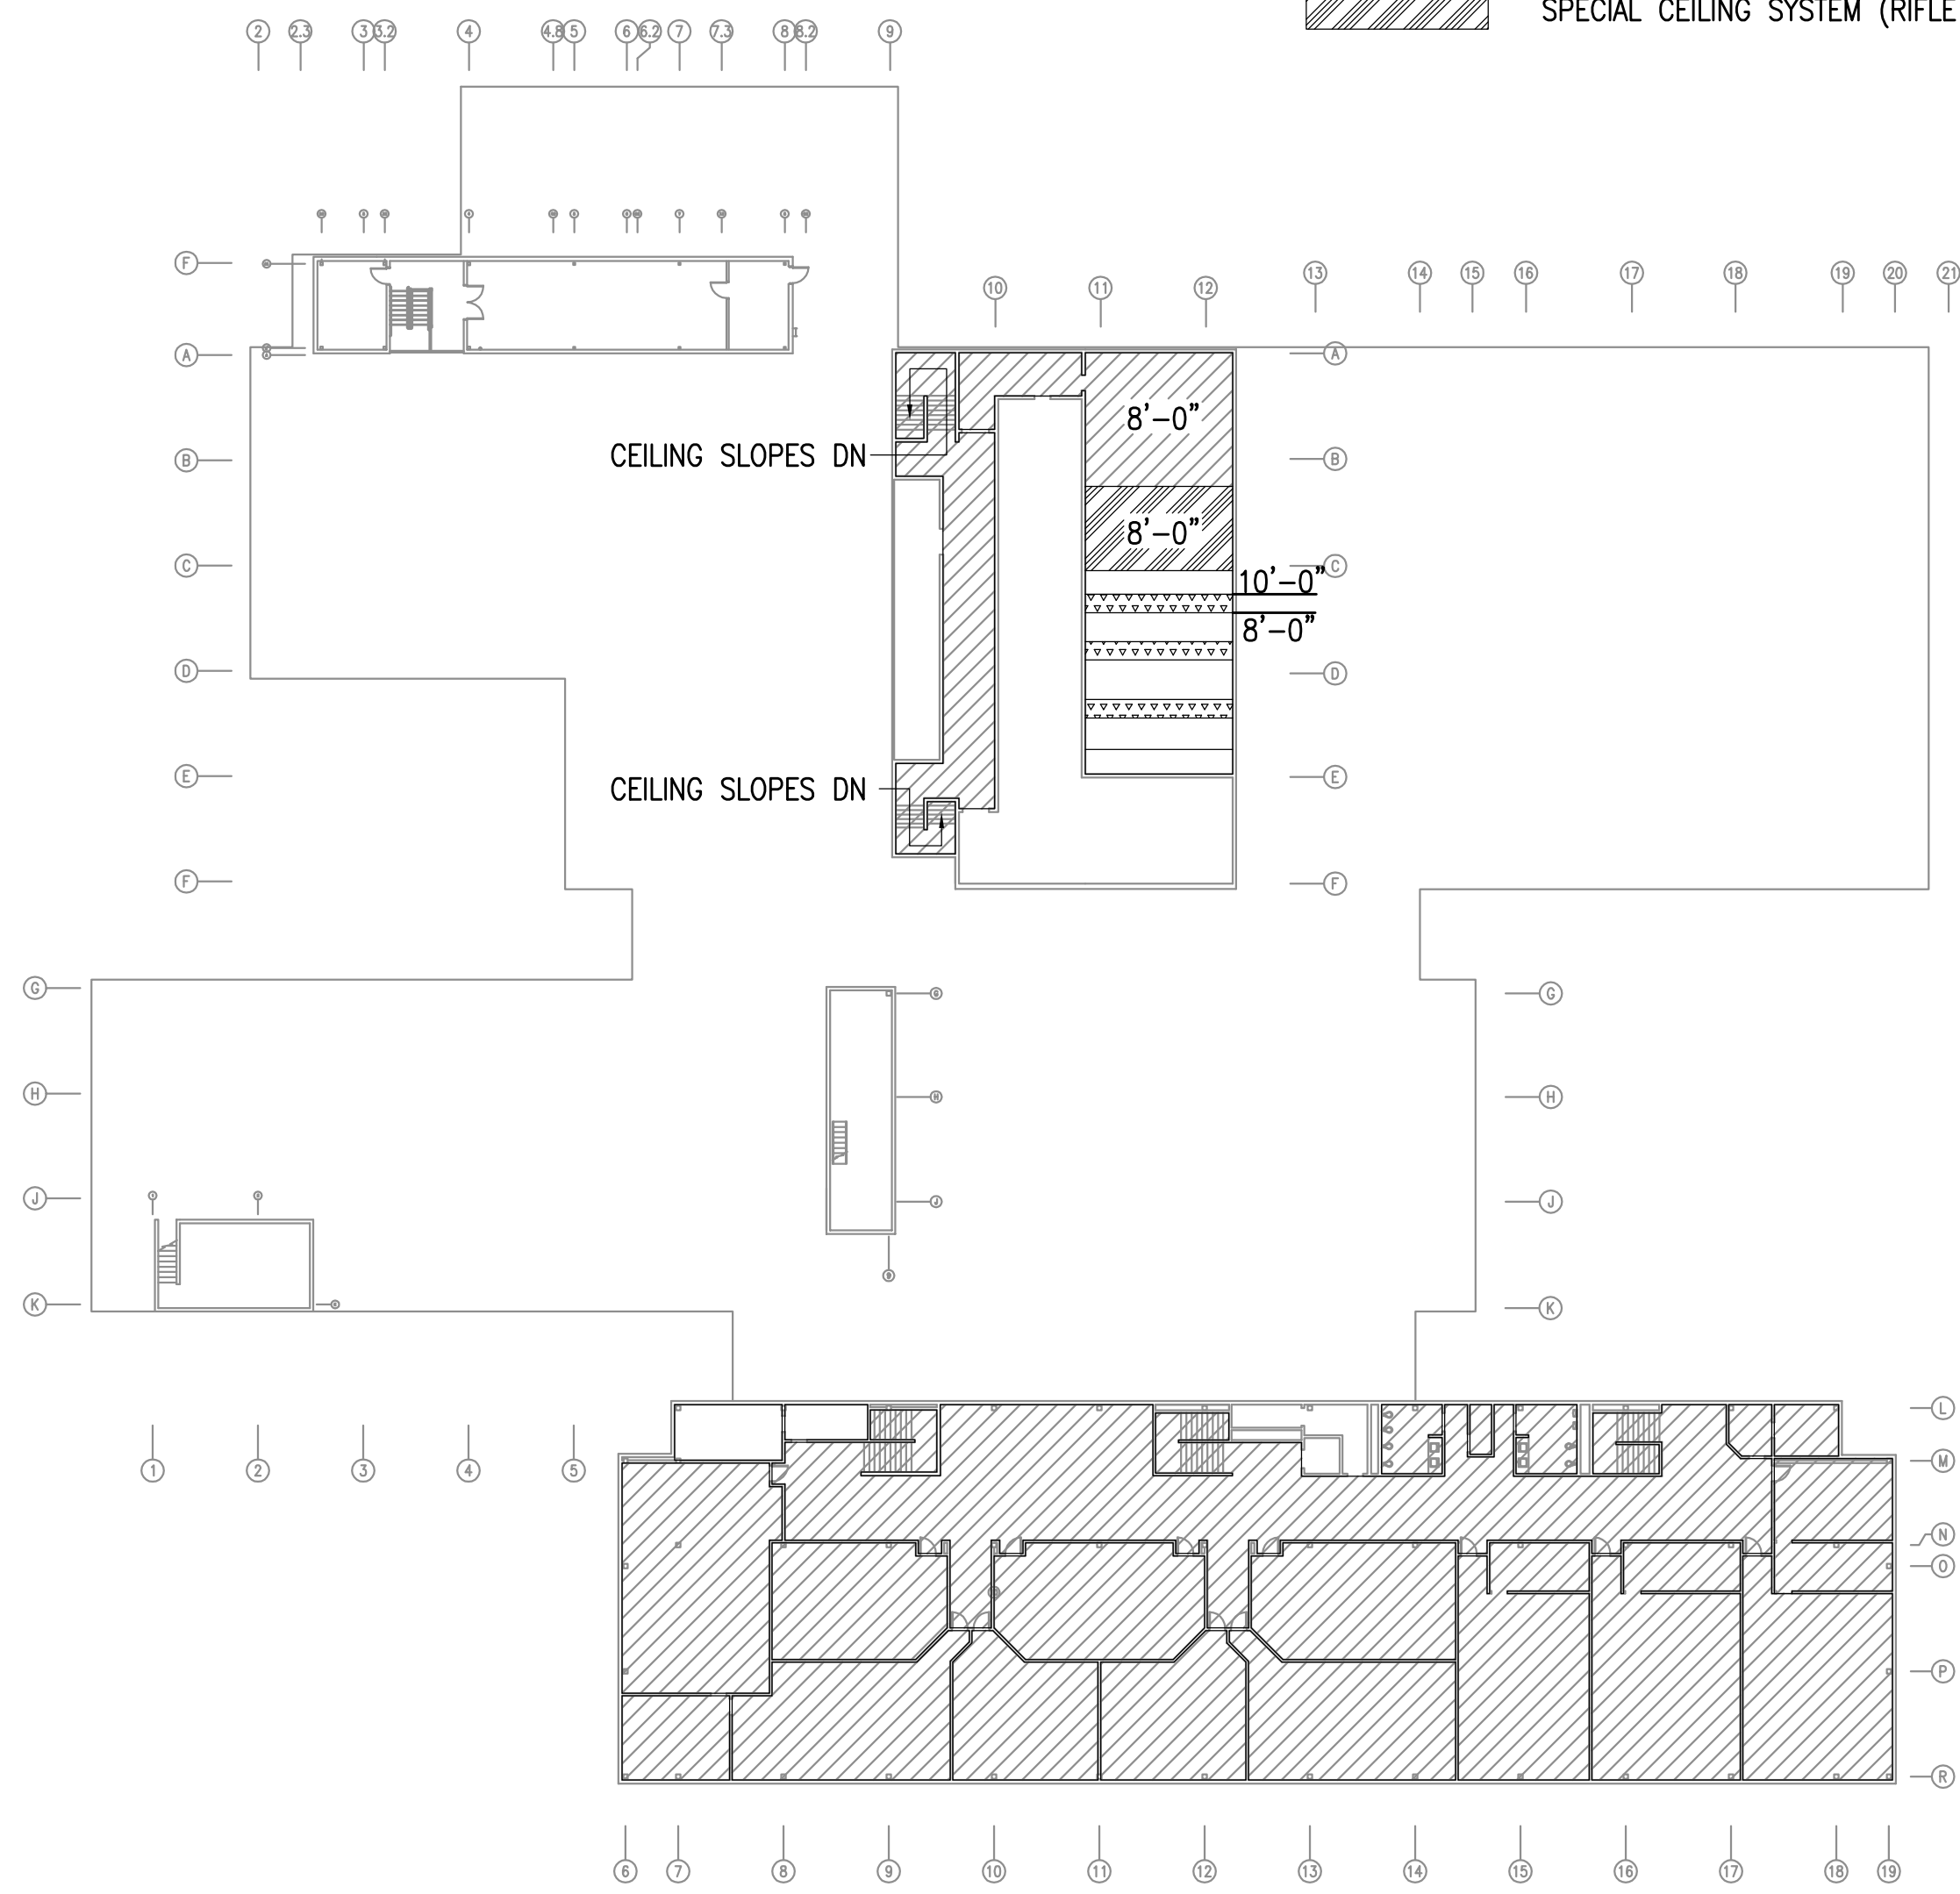 SPECIAL CEILING SYSTEM (RIFLE
2 2.3 3 3.2 4 4.8 5 6 6.2 7 7.3 8 8.2 9
F
10 11 12 13 14 15 16 17 18 19 20 21
A A
8'-0"
CEILING SLOPES DN
B B
8'-0"
C C
10'-0"
8'-0"
D D
E E
CEILING SLOPES DN
F F
G G G
H H H
J J J
9
K K
L
1 2 3 4 5
M
N
O
P
R
6 7 8 9 10 11 12 13 14 15 16 17 18 19